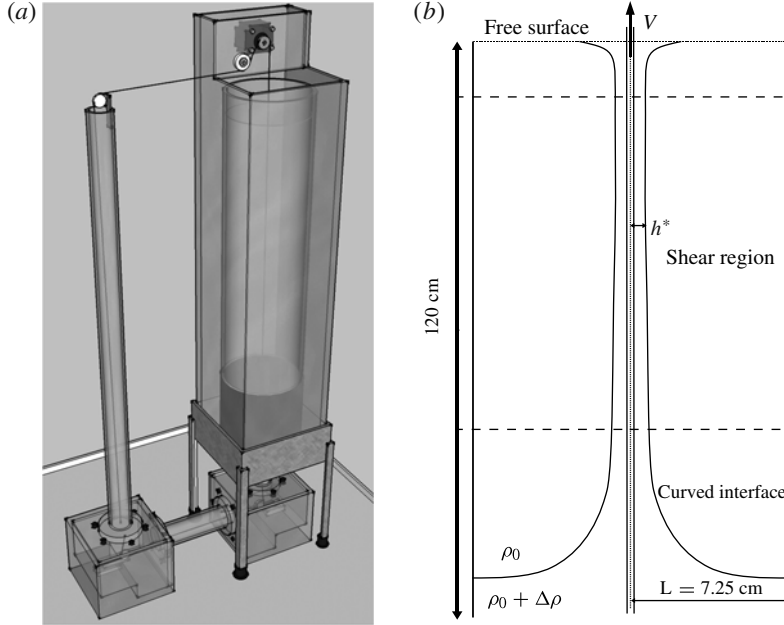 (a)
(b)
Free surface
V
h*
Shear region
120 cm
Curved interface
ρ₀
L = 7.25 cm
ρ₀ + Δρ